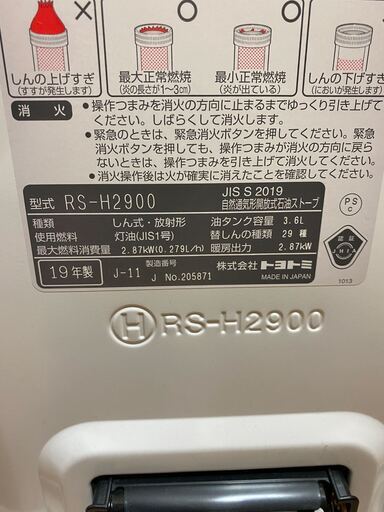 しんの上げすぎ
(すすが発生します)
最大正常燃焼
(炎の長さが1~3cm)
最小正常燃焼
(炎が出ている)
しんの下げすぎ
(においが発生します)
消火
●操作つまみを消火の方向に止まるまでゆっくり引き上げて
ください。しばらくして消火します。
●緊急のときは、緊急消火ボタンを押してください。
緊急消火ボタンを押しても操作つまみが消火の方向に戻ら
ないときは、操作つまみを引き上げて消火してください。
●消火操作後は火が確実に消えたことを確認してください。
型式 RS-H2900
JIS S 2019
自然通気形開放式石油ストーブ
種類 しん式・放射形
油タンク容量 3.6L
使用燃料 灯油(JIS1号)
替しんの種類 29 種
最大燃料消費量 2.87kW(0.279L/h)
暖房出力 2.87kW
19年製
製造番号
J-11 J No.205871
株式会社トヨトミ
MADE IN JAPAN
PS
C
認証
JHIA
1013
H RS-H2900